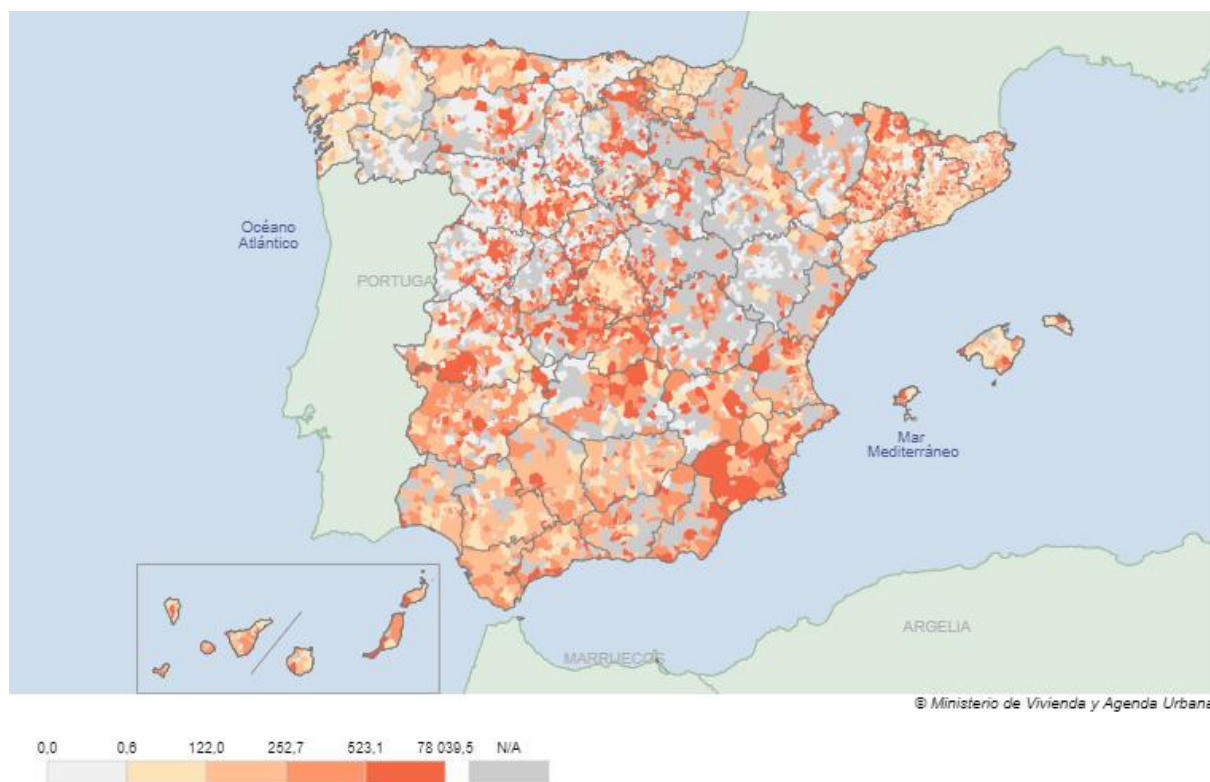 Océano
Atlántico
PORTUGA
Mar
Mediterráneo
ARGELIA
MARRUECOS
© Ministerio de Vivienda y Agenda Urbana
0,0 0,6 122,0 252,7 523,1 78 039,5 N/A